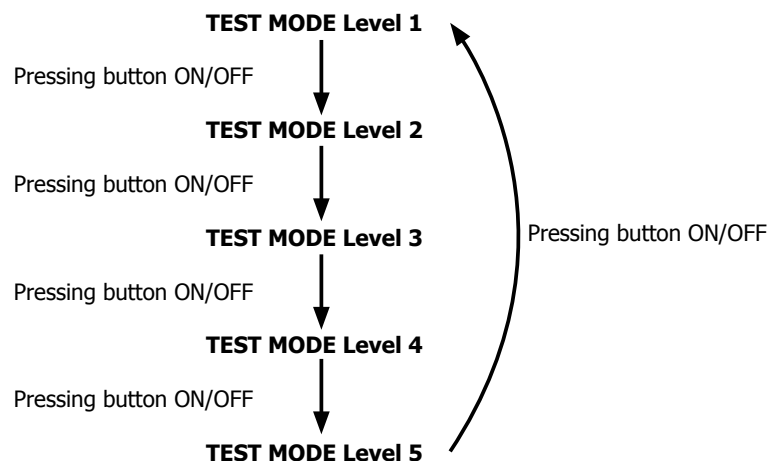 TEST MODE Level 1
Pressing button ON/OFF
TEST MODE Level 2
Pressing button ON/OFF
TEST MODE Level 3
Pressing button ON/OFF
Pressing button ON/OFF
TEST MODE Level 4
Pressing button ON/OFF
TEST MODE Level 5